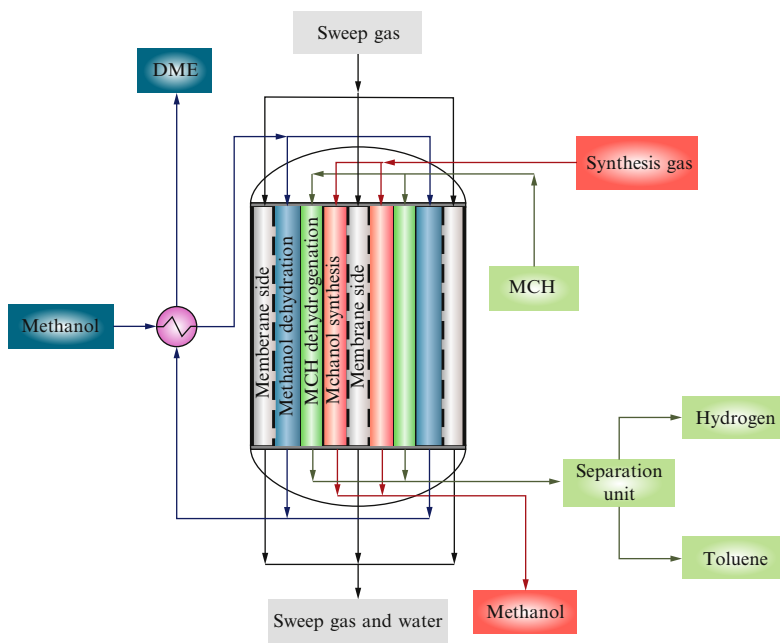 Sweep gas
DME
Synthesis gas
MCH
Methanol
Memberane side
Methanol dehydration
MCH dehydrogenation
Mchanol synthesis
Membrane side
Hydrogen
Separation
unit
Toluene
Methanol
Sweep gas and water